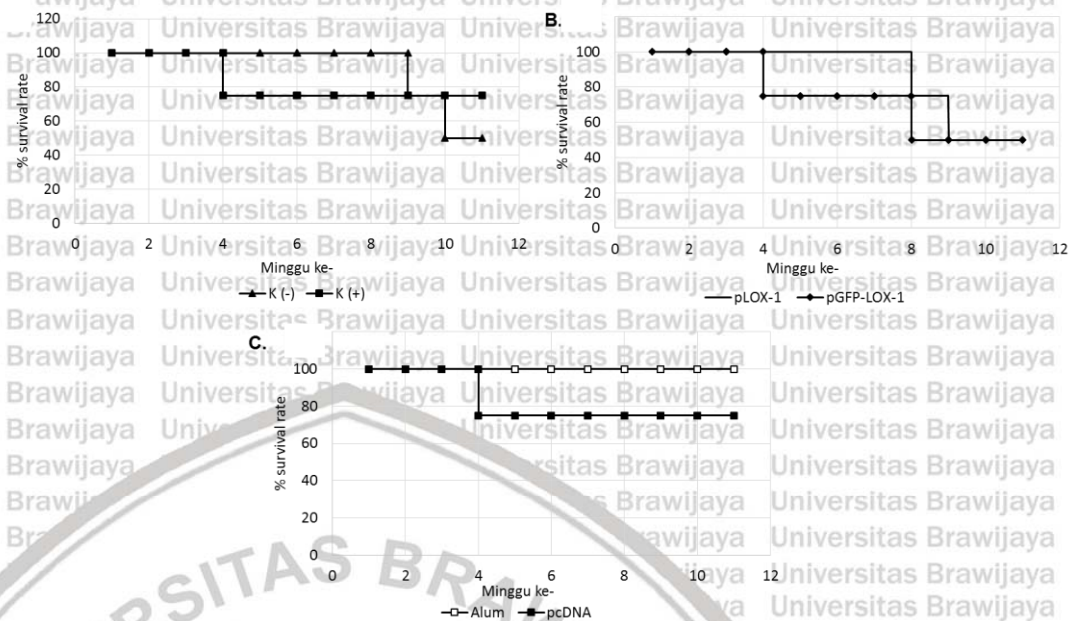 B.
120
100
80
60
40
20
0
% survival rate
0 2 4 6 8 10 12
Minggu ke-
K (-) K (+)
100
80
60
40
20
0
% survival rate
0 2 4 6 8 10 12
Minggu ke-
pLOX-1 pGFP-LOX-1
C.
100
80
60
40
20
0
% survival rate
0 2 4 6 8 10 12
Minggu ke-
Alum pcDNA
Universitas Brawijaya
SITAS BRA